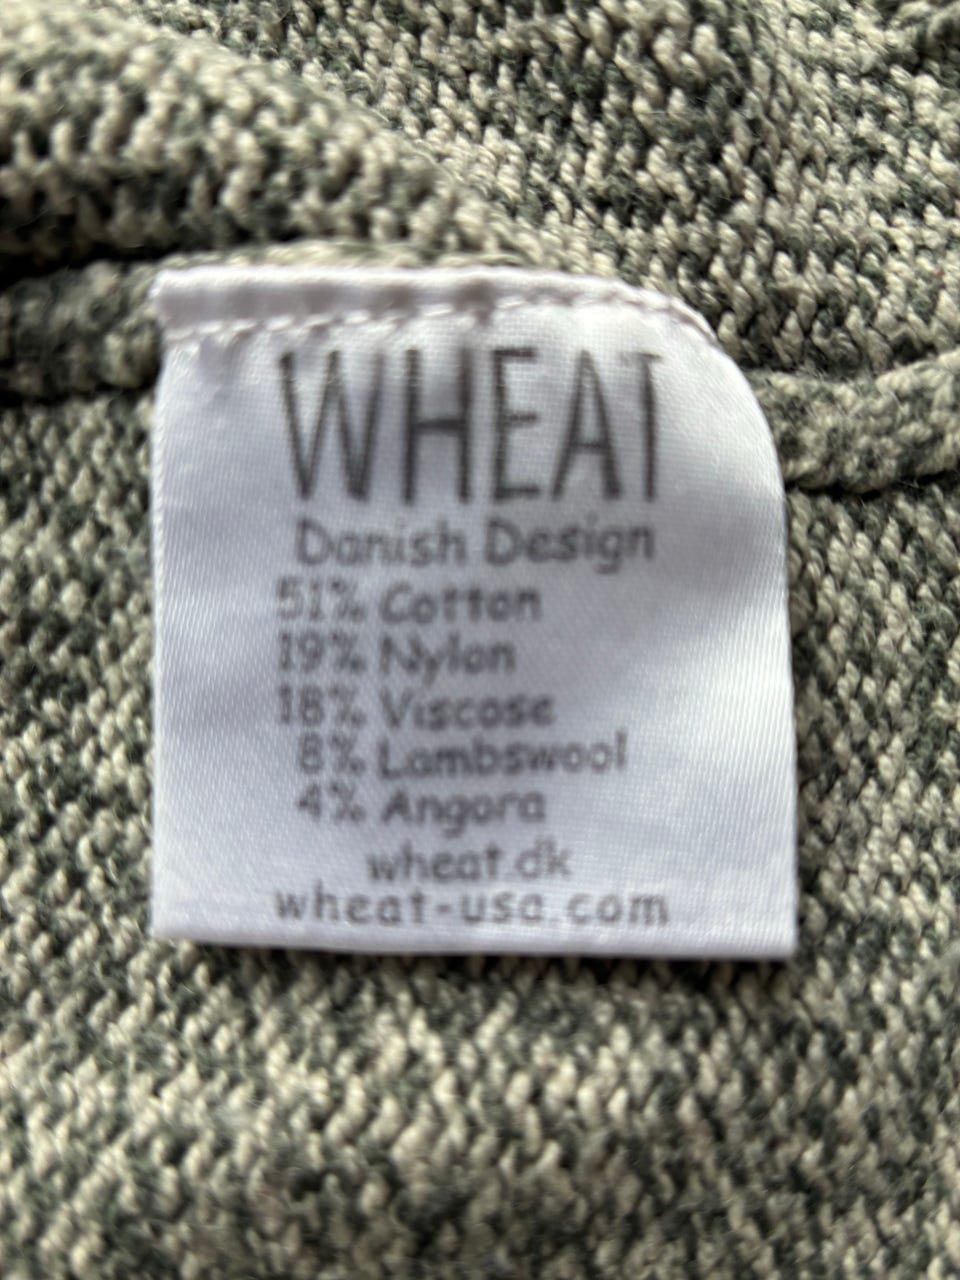 WHEAT
Danish Design
51% Cotton
19% Nylon
18% Viscose
8% Lambswool
4% Angora
wheat.dk
wheat-usa.com